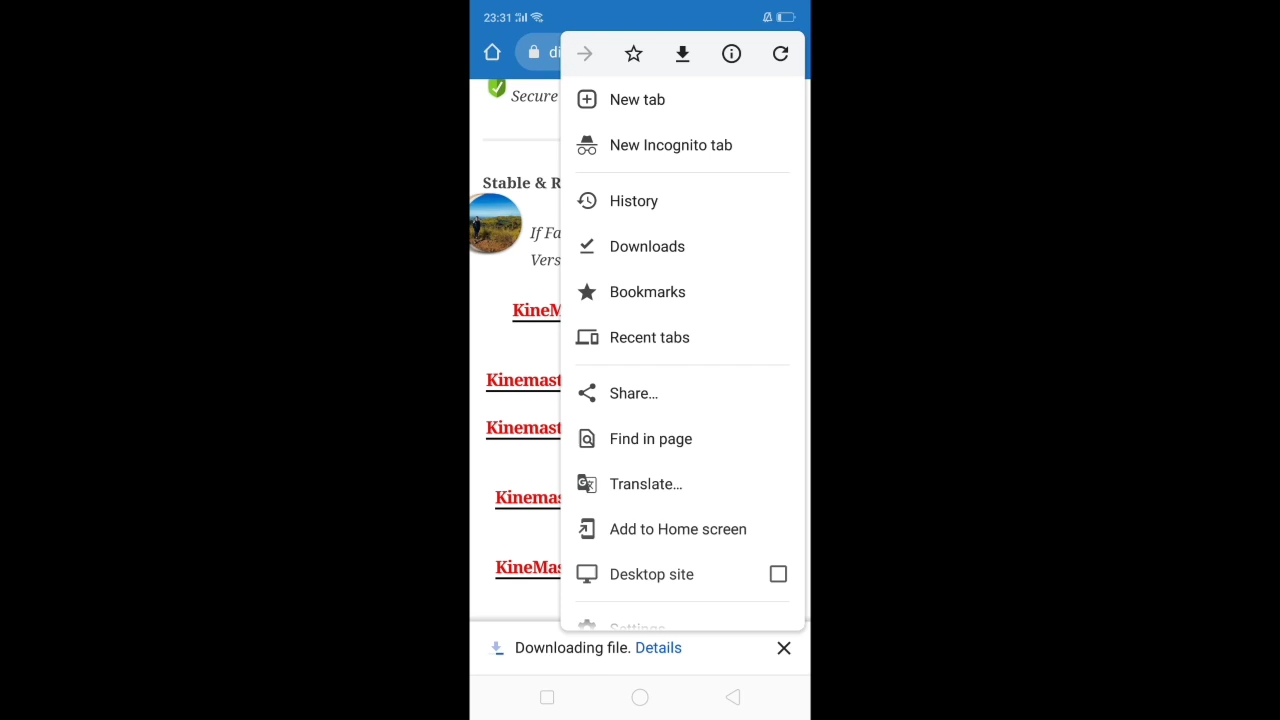 23:31
di
New tab
Secure
New Incognito tab
Stable & R
History
If Fa
Downloads
Vers
Bookmarks
KineM
Recent tabs
Kinemast
Share...
Kinemast
Find in page
Translate...
Kinemas
Add to Home screen
KineMas
Desktop site
Settings
Downloading file. Details